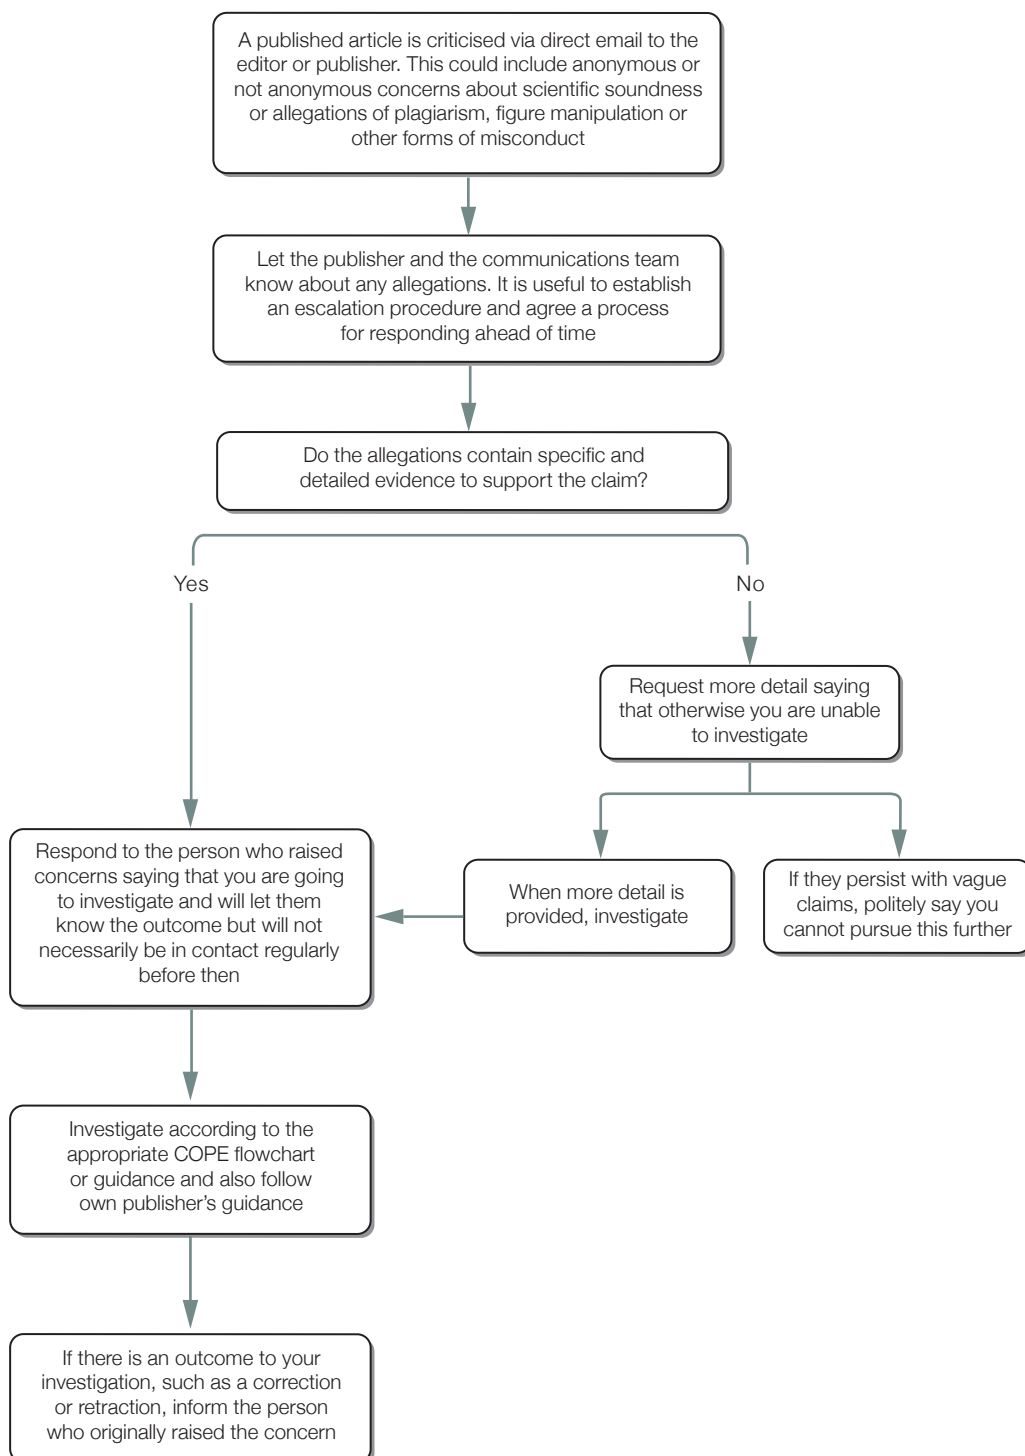 A published article is criticised via direct email to the
editor or publisher. This could include anonymous or
not anonymous concerns about scientific soundness
or allegations of plagiarism, figure manipulation or
other forms of misconduct
Let the publisher and the communications team
know about any allegations. It is useful to establish
an escalation procedure and agree a process
for responding ahead of time
Do the allegations contain specific and
detailed evidence to support the claim?
Yes
No
Request more detail saying
that otherwise you are unable
to investigate
Respond to the person who raised
concerns saying that you are going
to investigate and will let them
know the outcome but will not
necessarily be in contact regularly
before then
When more detail is
provided, investigate
If they persist with vague
claims, politely say you
cannot pursue this further
Investigate according to the
appropriate COPE flowchart
or guidance and also follow
own publisher’s guidance
If there is an outcome to your
investigation, such as a correction
or retraction, inform the person
who originally raised the concern